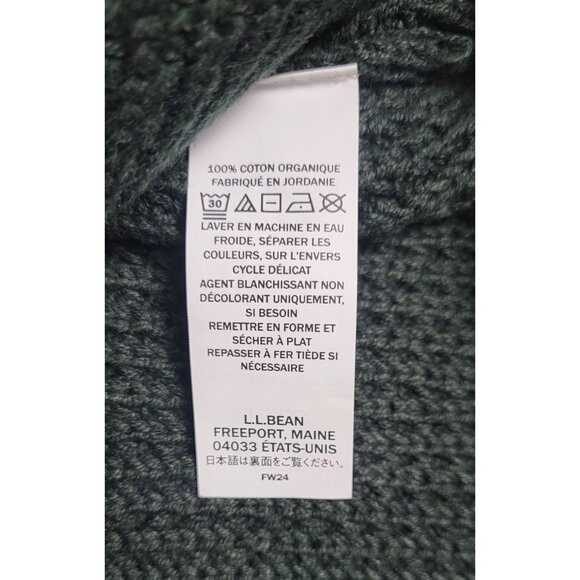 100% COTON ORGANIQUE
FABRIQUÉ EN JORDANIE
30
LAVER EN MACHINE EN EAU
FROIDE, SÉPARER LES
COULEURS, SUR L'ENVERS
CYCLE DÉLICAT
AGENT BLANCHISSANT NON
DÉCOLORANT UNIQUEMENT,
SI BESOIN
REMETTRE EN FORME ET
SÉCHER À PLAT
REPASSER À FER TIÈDE SI
NÉCESSAIRE
L.L.BEAN
FREEPORT, MAINE
04033 ÉTATS-UNIS
日本語は裏面をご覧ください。
FW24